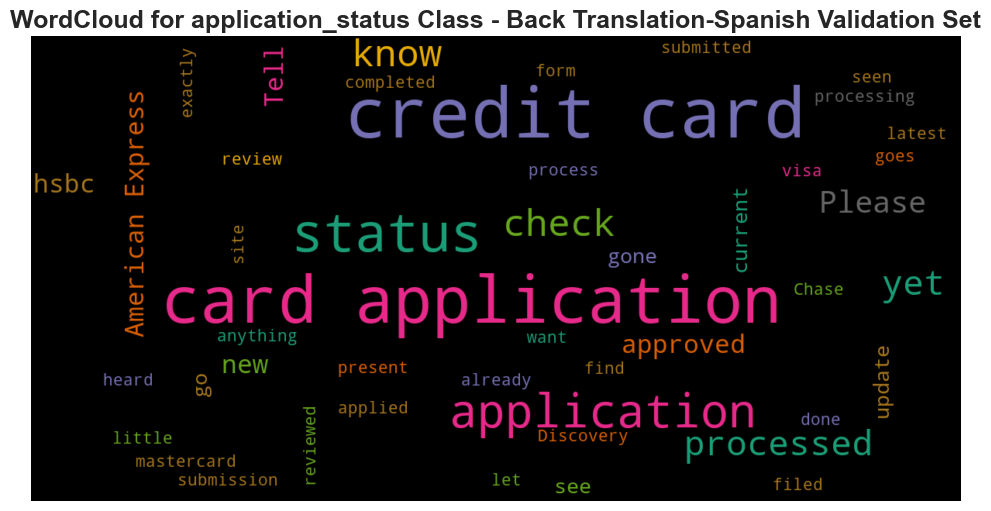 WordCloud for application_status Class - Back Translation-Spanish Validation Set
know
submitted
exactly
Tell
completed
form
seen
credit card
processing
American Express
latest
review
goes
process
visa
hsbc
Please
status
check
current
site
gone
card application
Chase
yet
anything
want
approved
new
present
find
update
heard
go
already
applied
application
done
reviewed
little
Discovery
processed
mastercard
submission
let
see
filed